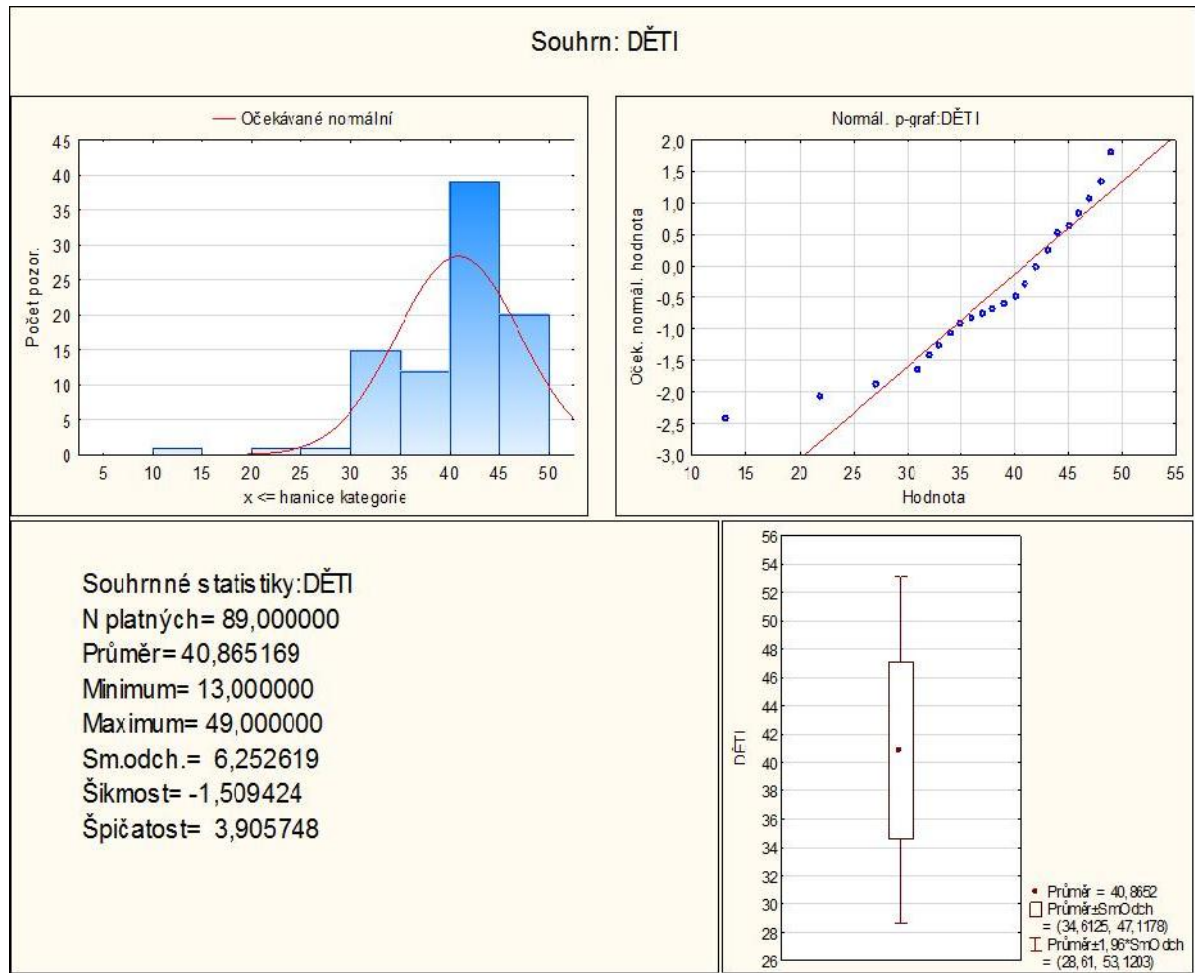 Souhrn: DĚTI
Očekávané normální
45
40
35
30
25
20
15
10
5
0
Počet pozor.
5 10 15 20 25 30 35 40 45 50
x <= hranice kategorie
Normál. p-graf:DĚTI
2,0
1,5
1,0
0,5
0,0
-0,5
-1,0
-1,5
-2,0
-2,5
-3,0
Oček. normál. hodnota
10 15 20 25 30 35 40 45 50 55
Hodnota
Souhrnné statistiky:DĚTI
N platných= 89,000000
Průměr= 40,865169
Minimum= 13,000000
Maximum= 49,000000
Sm.odch.= 6,252619
Šikmost= -1,509424
Špičatost= 3,905748
56
54
52
50
48
46
44
42
40
38
36
34
32
30
28
26
DĚTI
Průměr = 40,8652
Průměr±SmOdch
= (34,6125, 47,1178)
Průměr±1,96*SmOdch
= (28,61, 53,1203)